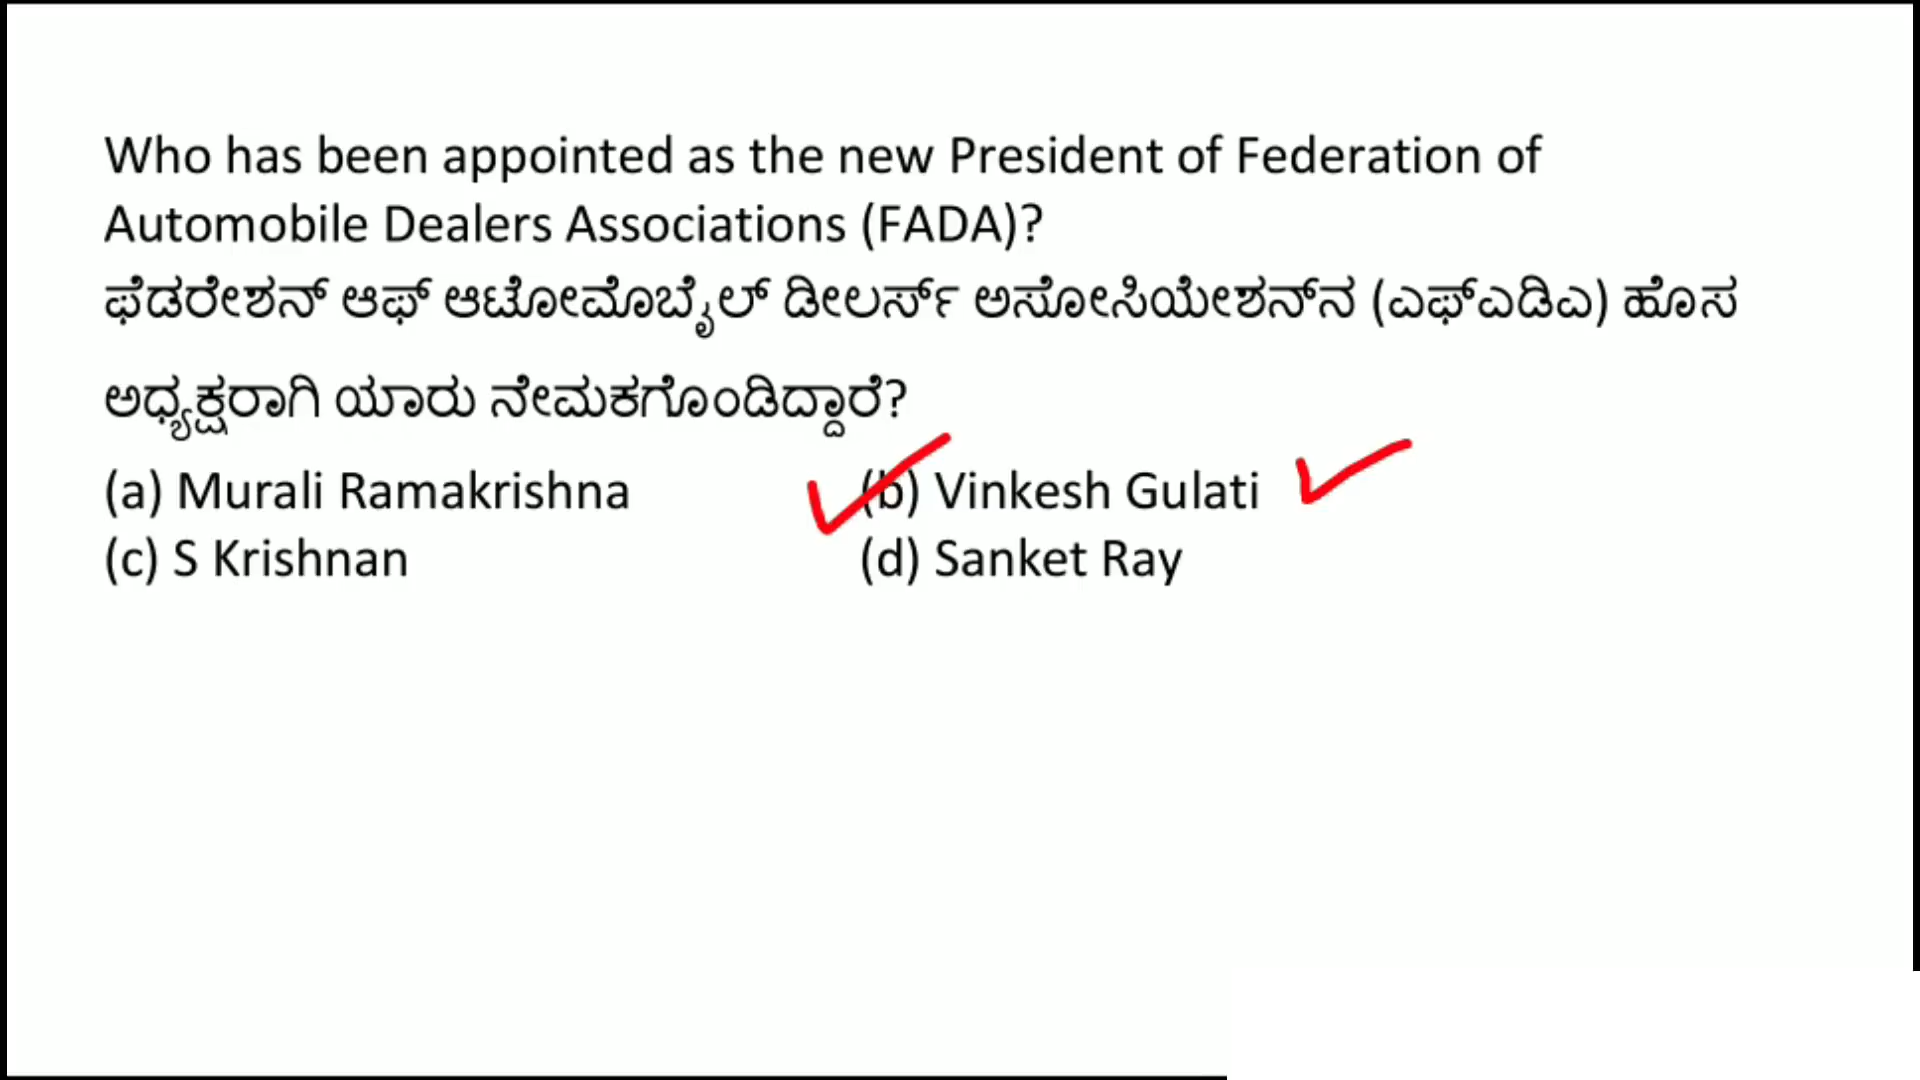 Who has been appointed as the new President of Federation of
Automobile Dealers Associations (FADA)?
ಫೆಡರೇಶನ್ ಆಫ್ ಆಟೋಮೊಬೈಲ್ ಡೀಲರ್ಸ್ ಅಸೋಸಿಯೇಶನ್‌ನ (ಎಫ್‌ಎಡಿಎ) ಹೊಸ
ಅಧ್ಯಕ್ಷರಾಗಿ ಯಾರು ನೇಮಕಗೊಂಡಿದ್ದಾರೆ?
(a) Murali Ramakrishna (b) Vinkesh Gulati
(c) S Krishnan (d) Sanket Ray